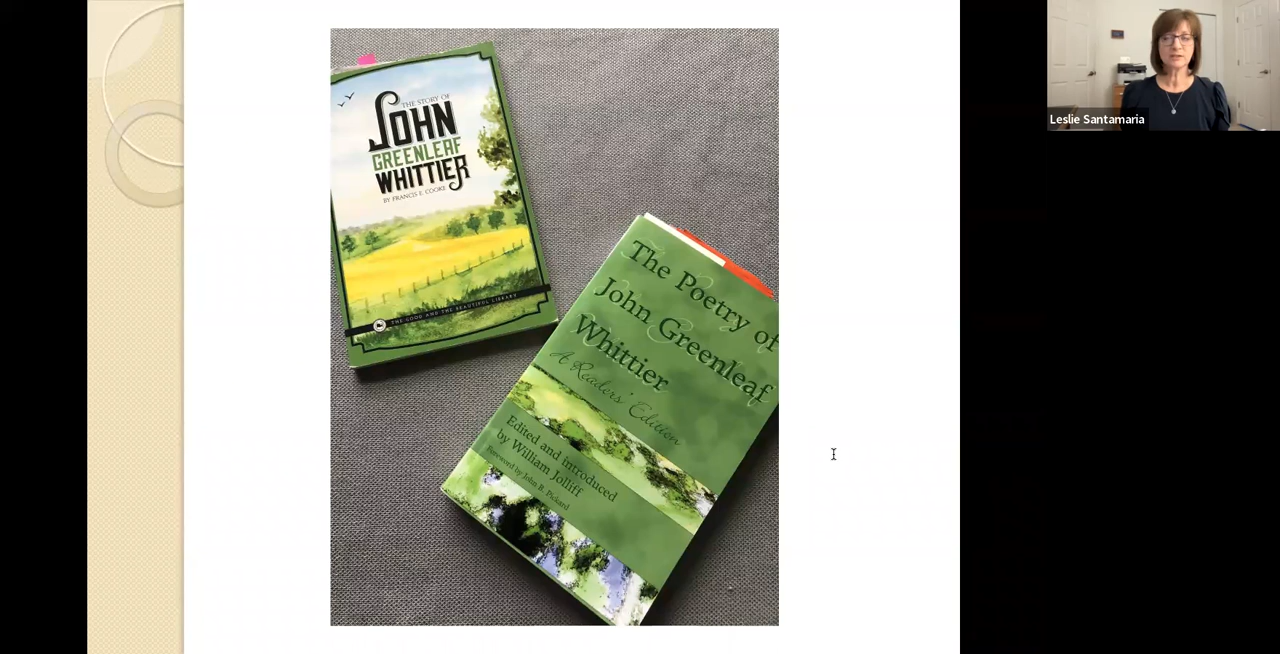 THE STORY OF
JOHN
GREENLEAF
WHITTIER
BY FRANCIS E. COOKE
THE GOOD AND THE BEAUTIFUL LIBRARY
The Poetry of
John Greenleaf
Whittier
A Readers' Edition
Edited and introduced
by William Jolliff
Foreword by John B. Pickard
Leslie Santamaria